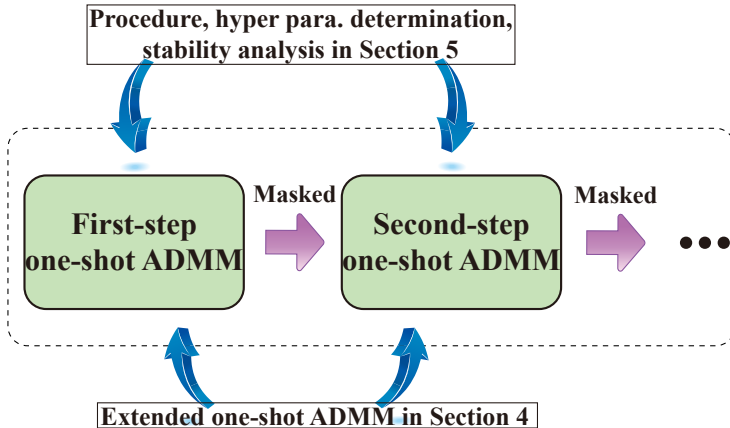 Procedure, hyper para. determination,
stability analysis in Section 5
First-step
one-shot ADMM
Masked
Second-step
one-shot ADMM
Masked
•••
Extended one-shot ADMM in Section 4